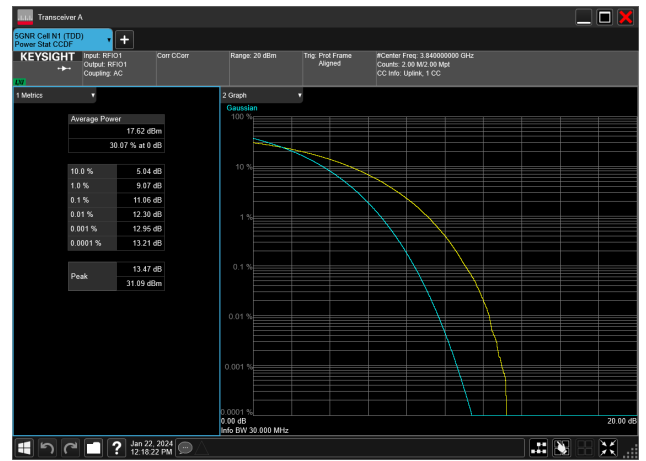 Transceiver A
5GNR Cell N1 (TDD)
Power Stat CCDF
KEYSIGHT
LXI
Input: RFIO1
Output: RFIO1
Coupling: AC
Corr CCorr
Range: 20 dBm
Trig: Prot Frame
Aligned
#Center Freq: 3.840000000 GHz
Counts: 2.00 M/2.00 Mpt
CC Info: Uplink, 1 CC
1 Metrics
Average Power
17.62 dBm
30.07 % at 0 dB
10.0 % 5.04 dB
1.0 % 9.07 dB
0.1 % 11.06 dB
0.01 % 12.30 dB
0.001 % 12.95 dB
0.0001 % 13.21 dB
Peak
13.47 dB
31.09 dBm
2 Graph
Gaussian
100 %
10 %
1 %
0.1 %
0.01 %
0.001 %
0.0001 %
0.00 dB
20.00 dB
Info BW 30.000 MHz
?
Jan 22, 2024
12:18:22 PM